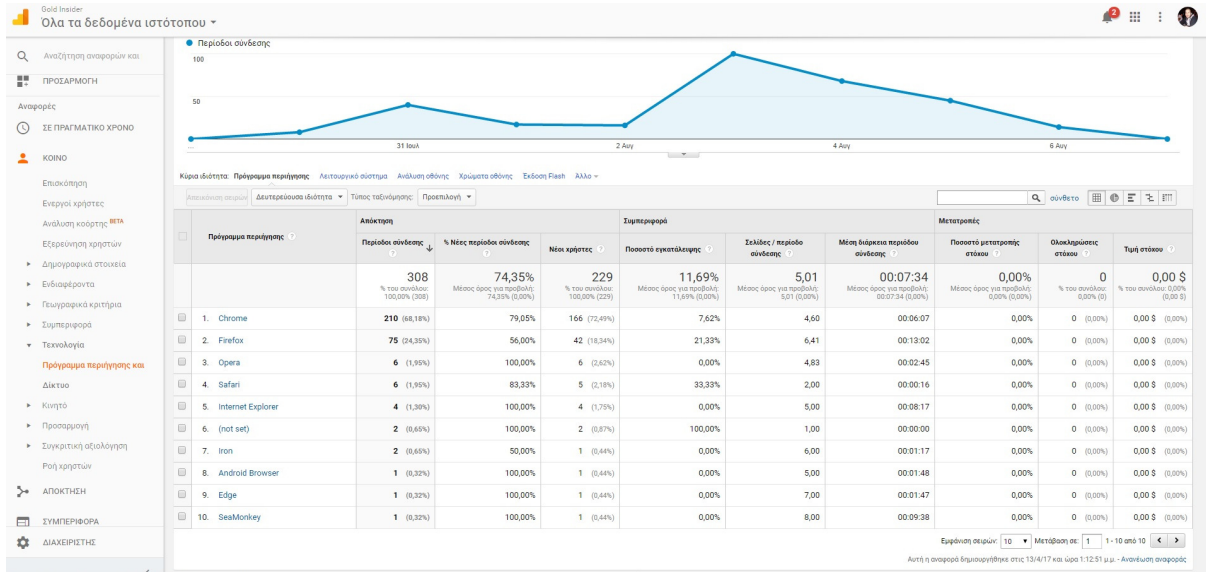 Gold Insider
Όλα τα δεδομένα ιστότοπου
2
Αναζήτηση αναφορών και
ΠΡΟΣΑΡΜΟΓΗ
Αναφορές
ΣΕ ΠΡΑΓΜΑΤΙΚΟ ΧΡΟΝΟ
ΚΟΙΝΟ
Επισκόπηση
Ενεργοί χρήστες
Ανάλυση κοόρτης BETA
Εξερεύνηση χρηστών
Δημογραφικά στοιχεία
Ενδιαφέροντα
Γεωγραφικά κριτήρια
Συμπεριφορά
Τεχνολογία
Πρόγραμμα περιήγησης και
Δίκτυο
Κινητό
Προσαρμογή
Συγκριτική αξιολόγηση
Ροή χρηστών
ΑΠΟΚΤΗΣΗ
ΣΥΜΠΕΡΙΦΟΡΑ
ΔΙΑΧΕΙΡΙΣΤΗΣ
Περίοδοι σύνδεσης
100
50
... 31 Ιουλ 2 Αυγ 4 Αυγ 6 Αυγ
Κύρια ιδιότητα: Πρόγραμμα περιήγησης Λειτουργικό σύστημα Ανάλυση οθόνης Χρώματα οθόνης Έκδοση Flash Άλλο
Απεικόνιση σειρών Δευτερεύουσα ιδιότητα Τύπος ταξινόμησης: Προεπιλογή σύνθετο
Πρόγραμμα περιήγησης Απόκτηση Συμπεριφορά Μετατροπές
Περίοδοι σύνδεσης % Νέες περίοδοι σύνδεσης Νέοι χρήστες Ποσοστό εγκατάλειψης Σελίδες / περίοδο σύνδεσης Μέση διάρκεια περιόδου σύνδεσης Ποσοστό μετατροπής στόχου Ολοκληρώσεις στόχου Τιμή στόχου
308 74,35% 229 11,69% 5,01 00:07:34 0,00% 0 0,00 $
% του συνόλου: 100,00% (308) Μέσος όρος για προβολή: 74,35% (0,00%) % του συνόλου: 100,00% (229) Μέσος όρος για προβολή: 11,69% (0,00%) Μέσος όρος για προβολή: 5,01 (0,00%) Μέσος όρος για προβολή: 00:07:34 (0,00%) Μέσος όρος για προβολή: 0,00% (0,00%) % του συνόλου: 0,00% (0) % του συνόλου: 0,00% (0,00 $)
1. Chrome 210 (68,18%) 79,05% 166 (72,49%) 7,62% 4,60 00:06:07 0,00% 0 (0,00%) 0,00 $ (0,00%)
2. Firefox 75 (24,35%) 56,00% 42 (18,34%) 21,33% 6,41 00:13:02 0,00% 0 (0,00%) 0,00 $ (0,00%)
3. Opera 6 (1,95%) 100,00% 6 (2,62%) 0,00% 4,83 00:02:45 0,00% 0 (0,00%) 0,00 $ (0,00%)
4. Safari 6 (1,95%) 83,33% 5 (2,18%) 33,33% 2,00 00:00:16 0,00% 0 (0,00%) 0,00 $ (0,00%)
5. Internet Explorer 4 (1,30%) 100,00% 4 (1,75%) 0,00% 5,00 00:08:17 0,00% 0 (0,00%) 0,00 $ (0,00%)
6. (not set) 2 (0,65%) 100,00% 2 (0,87%) 100,00% 1,00 00:00:00 0,00% 0 (0,00%) 0,00 $ (0,00%)
7. Iron 2 (0,65%) 50,00% 1 (0,44%) 0,00% 6,00 00:01:17 0,00% 0 (0,00%) 0,00 $ (0,00%)
8. Android Browser 1 (0,32%) 100,00% 1 (0,44%) 0,00% 5,00 00:01:48 0,00% 0 (0,00%) 0,00 $ (0,00%)
9. Edge 1 (0,32%) 100,00% 1 (0,44%) 0,00% 7,00 00:01:47 0,00% 0 (0,00%) 0,00 $ (0,00%)
10. SeaMonkey 1 (0,32%) 100,00% 1 (0,44%) 0,00% 8,00 00:09:38 0,00% 0 (0,00%) 0,00 $ (0,00%)
Εμφάνιση σειρών: 10 Μετάβαση σε: 1 1 - 10 από 10
Αυτή η αναφορά δημιουργήθηκε στις 13/4/17 και ώρα 1:12:51 μ.μ. - Ανανέωση αναφοράς